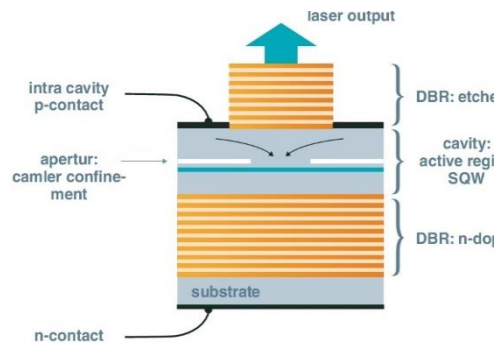 laser output
intra cavity
p-contact
DBR: etche
apertur:
camler confine-
ment
cavity:
active regi
SQW
DBR: n-dop
substrate
n-contact